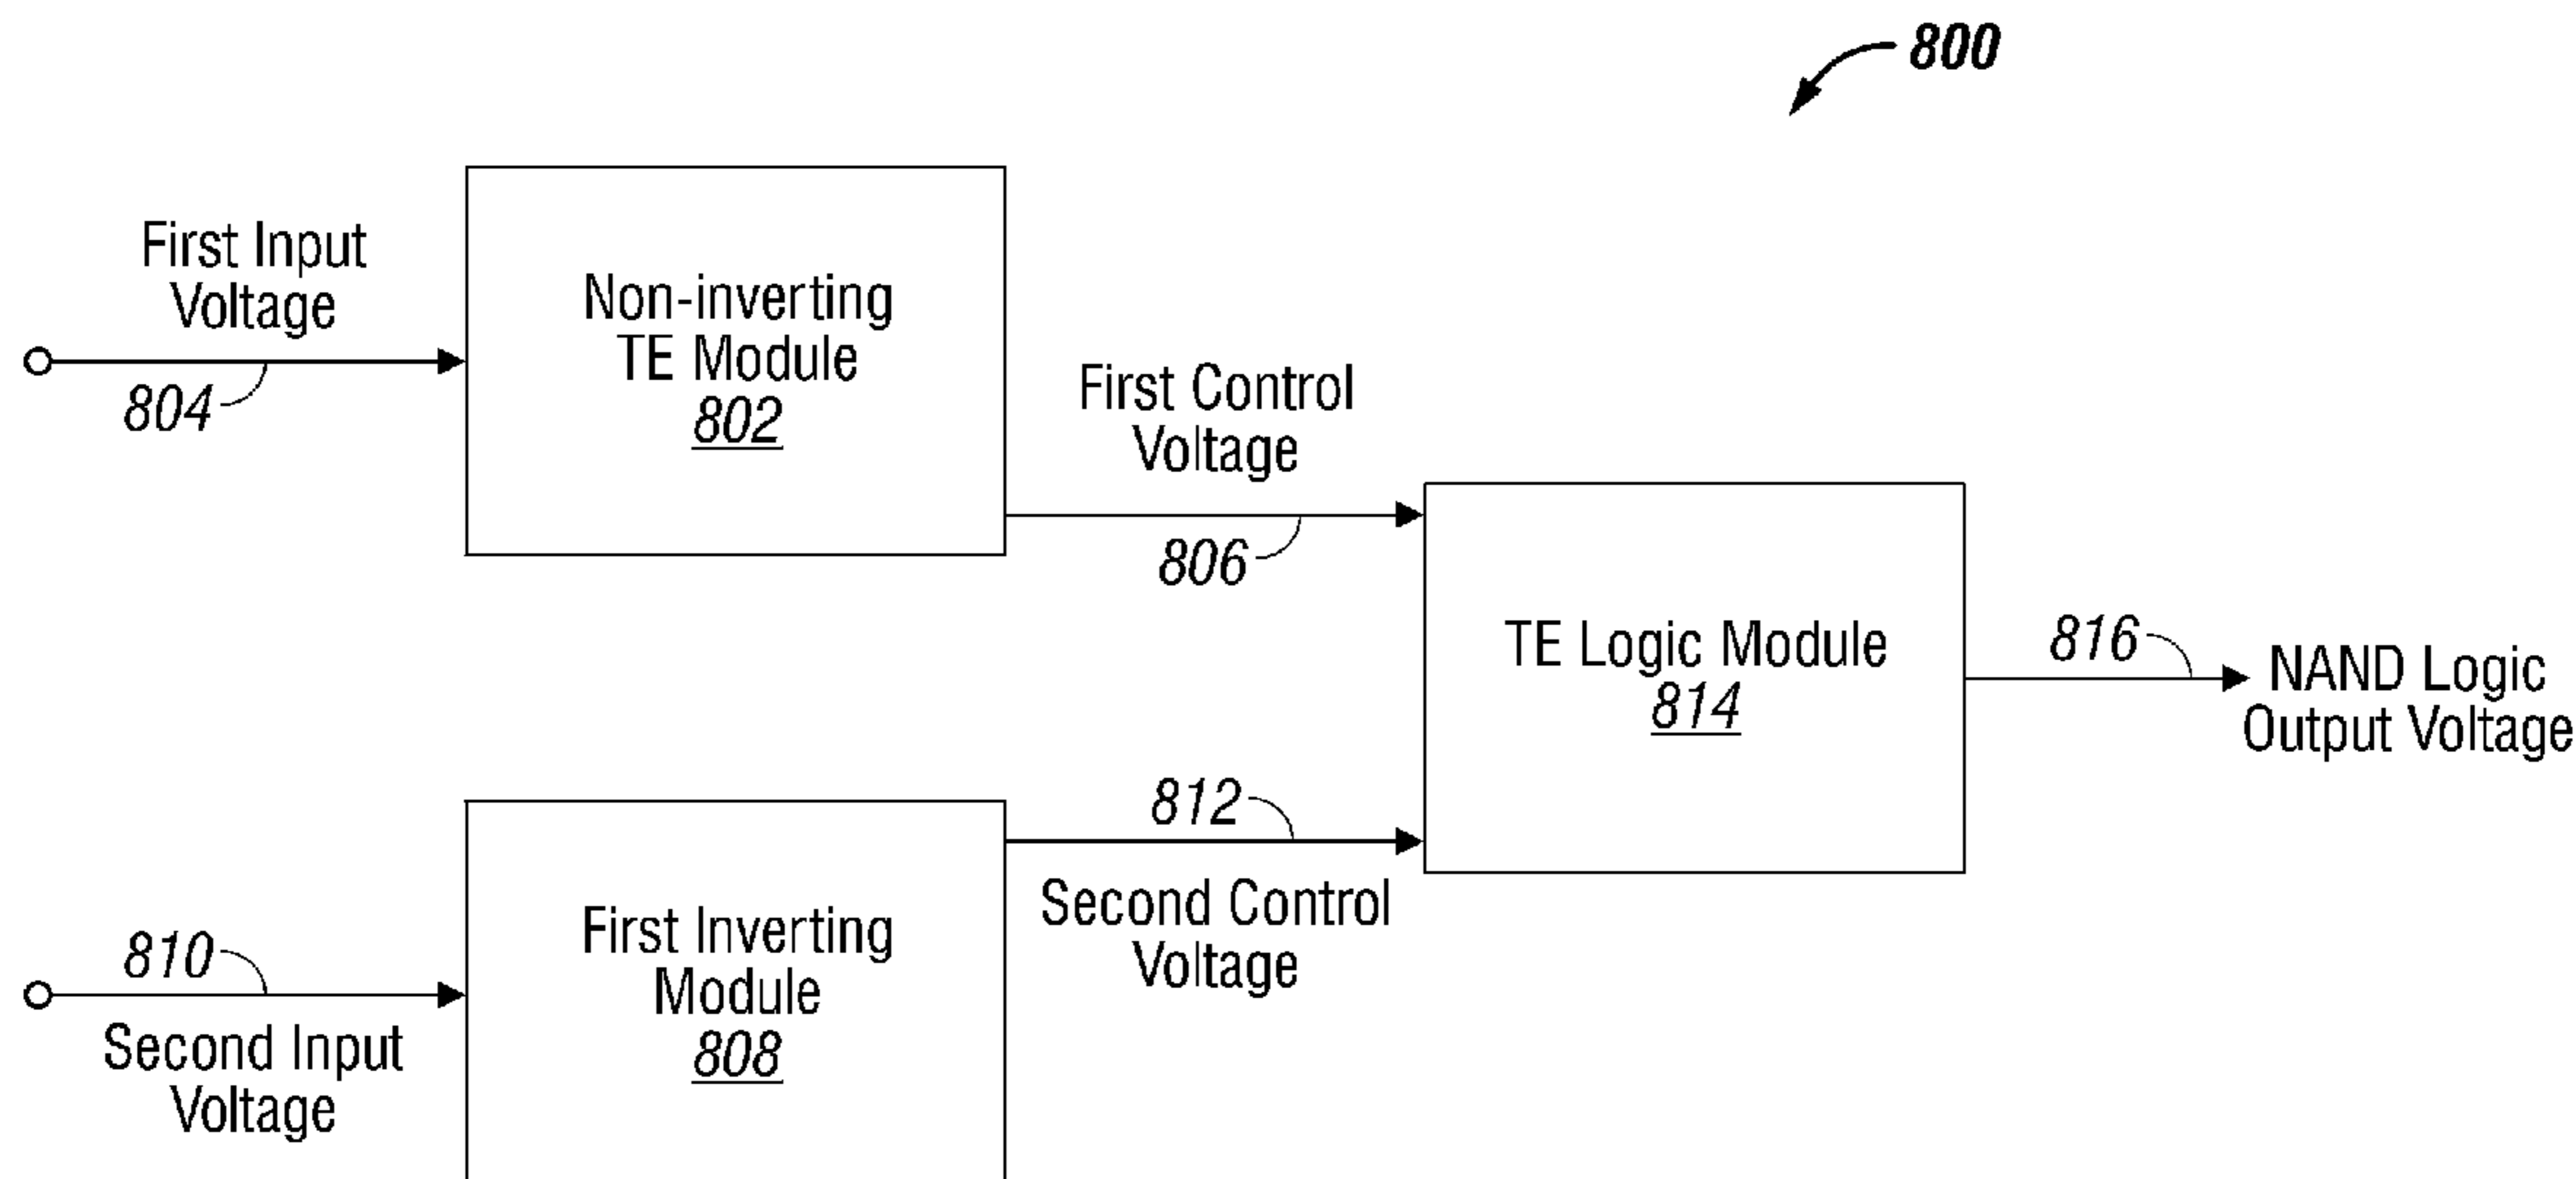 800
First Input
Voltage
804
Non-inverting
TE Module
802
First Control
Voltage
806
TE Logic Module
814
816
NAND Logic
Output Voltage
812
Second Control
Voltage
810
Second Input
Voltage
First Inverting
Module
808